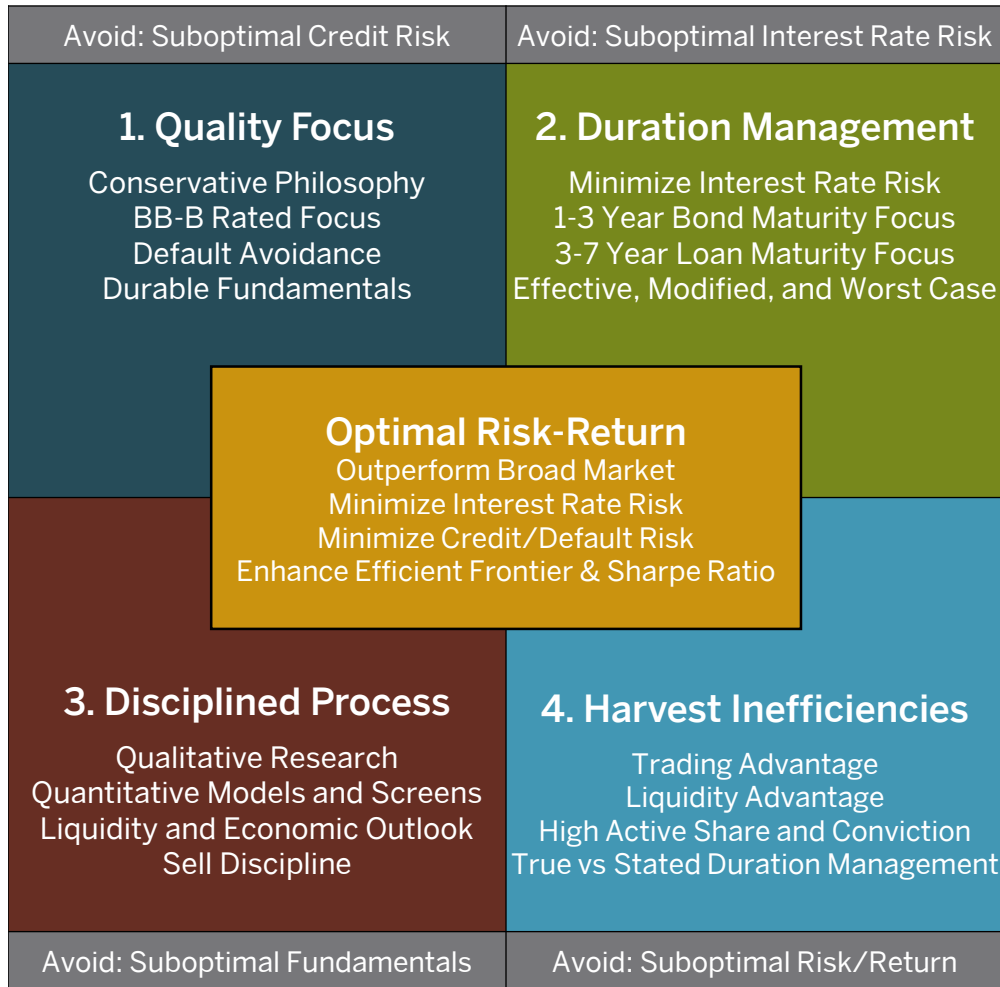 Avoid: Suboptimal Credit Risk
Avoid: Suboptimal Interest Rate Risk
1. Quality Focus
Conservative Philosophy
BB-B Rated Focus
Default Avoidance
Durable Fundamentals
2. Duration Management
Minimize Interest Rate Risk
1-3 Year Bond Maturity Focus
3-7 Year Loan Maturity Focus
Effective, Modified, and Worst Case
Optimal Risk-Return
Outperform Broad Market
Minimize Interest Rate Risk
Minimize Credit/Default Risk
Enhance Efficient Frontier & Sharpe Ratio
3. Disciplined Process
Qualitative Research
Quantitative Models and Screens
Liquidity and Economic Outlook
Sell Discipline
4. Harvest Inefficiencies
Trading Advantage
Liquidity Advantage
High Active Share and Conviction
True vs Stated Duration Management
Avoid: Suboptimal Fundamentals
Avoid: Suboptimal Risk/Return